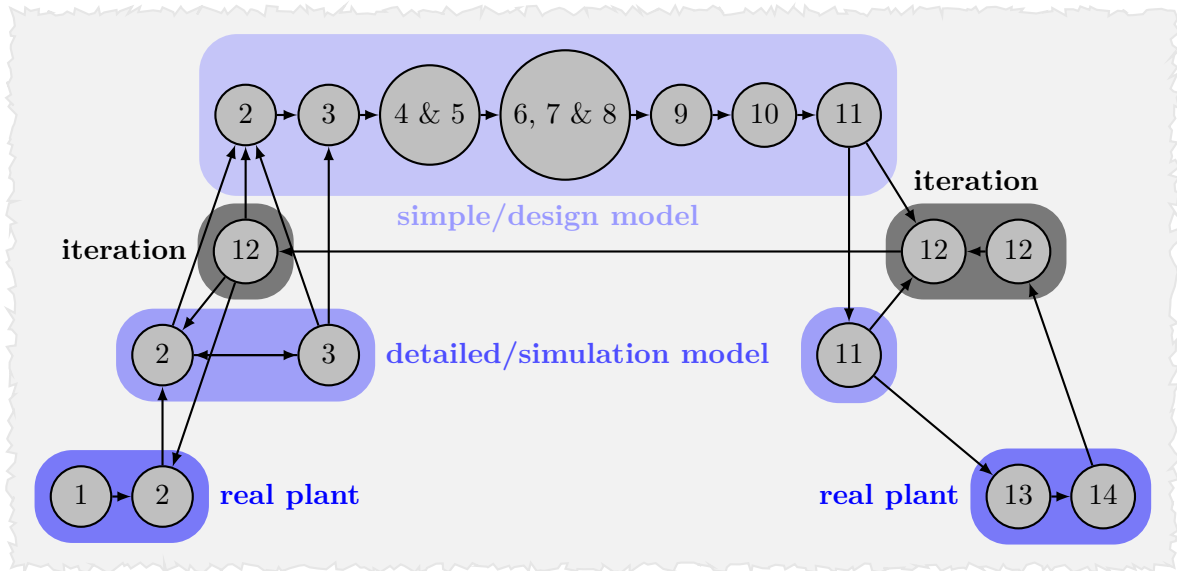 2 3 4 & 5 6, 7 & 8 9 10 11
iteration
simple/design model
iteration 12 12 12
2 3 detailed/simulation model 11
1 2 real plant real plant 13 14